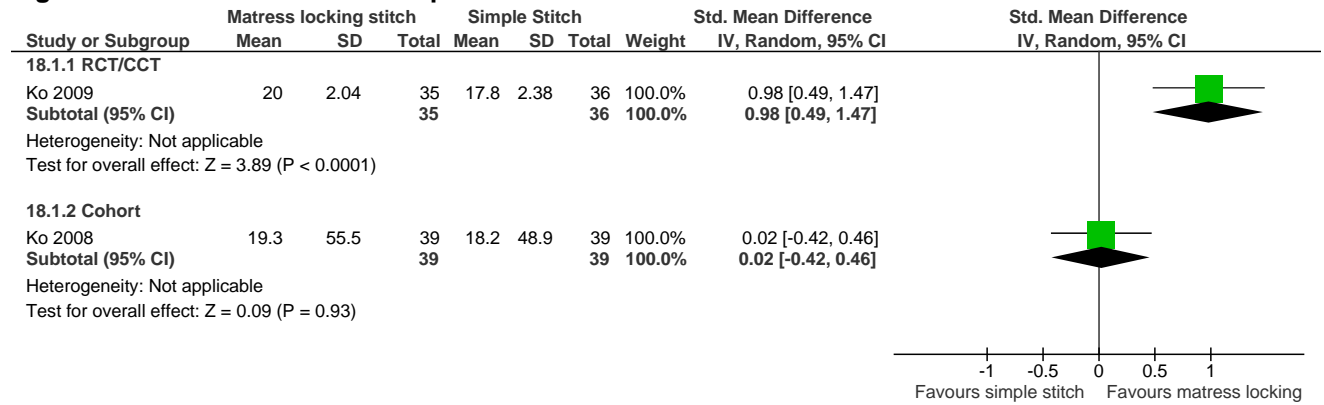 Matress locking stitch Simple Stitch Std. Mean Difference Std. Mean Difference
Study or Subgroup Mean SD Total Mean SD Total Weight IV, Random, 95% CI IV, Random, 95% CI
18.1.1 RCT/CCT
Ko 2009 20 2.04 35 17.8 2.38 36 100.0% 0.98 [0.49, 1.47]
Subtotal (95% CI) 35 36 100.0% 0.98 [0.49, 1.47]
Heterogeneity: Not applicable
Test for overall effect: Z = 3.89 (P < 0.0001)
18.1.2 Cohort
Ko 2008 19.3 55.5 39 18.2 48.9 39 100.0% 0.02 [-0.42, 0.46]
Subtotal (95% CI) 39 39 100.0% 0.02 [-0.42, 0.46]
Heterogeneity: Not applicable
Test for overall effect: Z = 0.09 (P = 0.93)
-1 -0.5 0 0.5 1
Favours simple stitch Favours matress locking